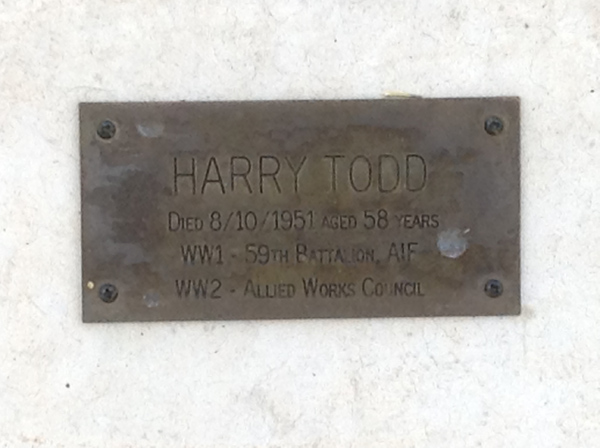 HARRY TODD
DIED 8/10/1951 AGED 58 YEARS
WW1 - 59TH BATTALION, AIF
WW2 - ALLIED WORKS COUNCIL